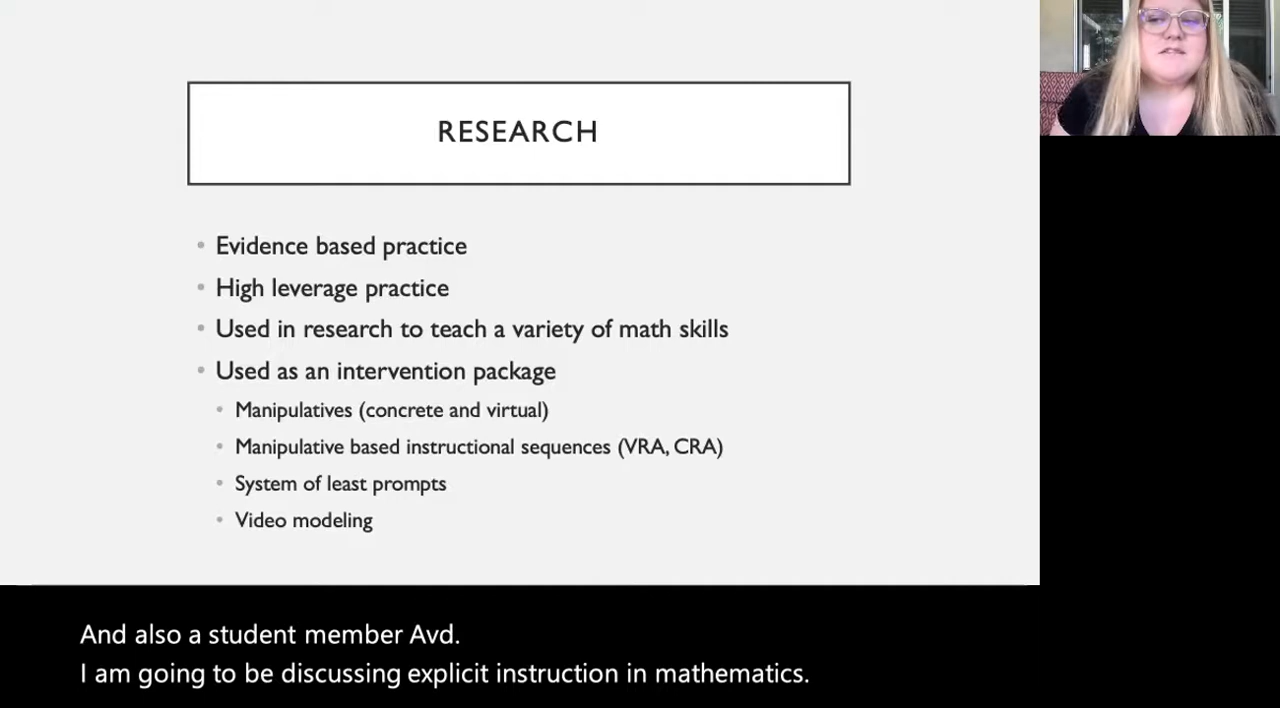 RESEARCH
• Evidence based practice
• High leverage practice
• Used in research to teach a variety of math skills
• Used as an intervention package
• Manipulatives (concrete and virtual)
• Manipulative based instructional sequences (VRA, CRA)
• System of least prompts
• Video modeling
And also a student member Avd.
I am going to be discussing explicit instruction in mathematics.